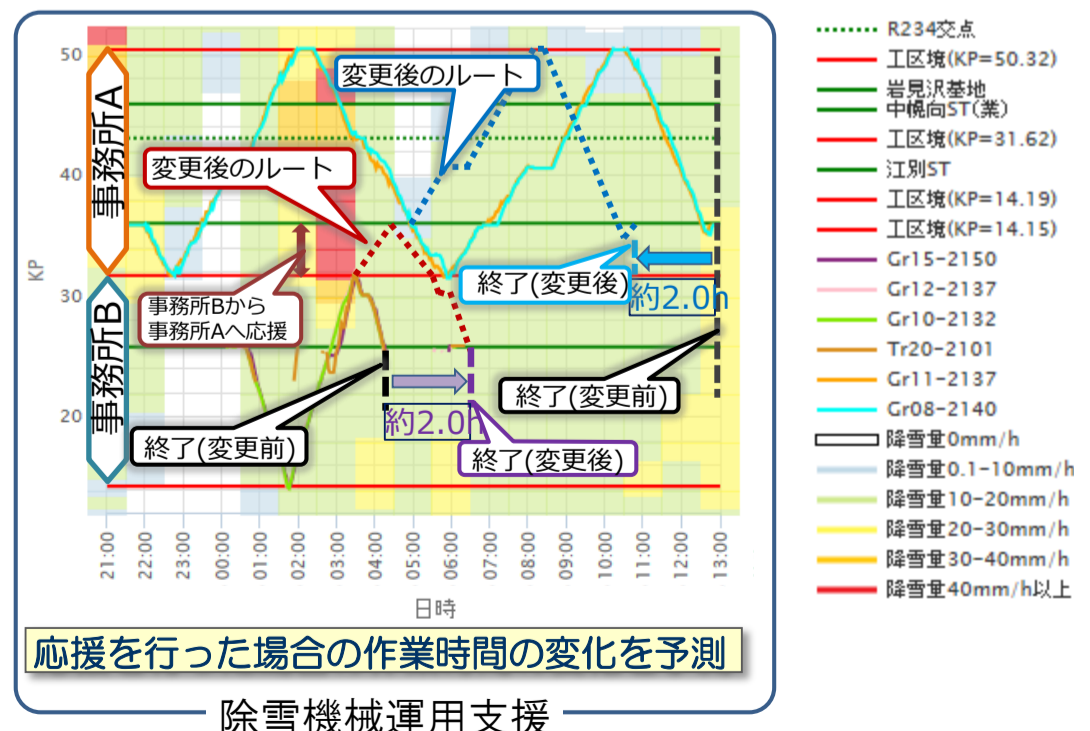 50
40
30
20
KP
事務所A
事務所B
変更後のルート
変更後のルート
事務所Bから
事務所Aへ応援
終了(変更後)
約2.0h
終了(変更前)
約2.0h
終了(変更前)
終了(変更後)
21:00
22:00
23:00
00:00
01:00
02:00
03:00
04:00
05:00
06:00
07:00
08:00
09:00
10:00
11:00
12:00
13:00
日時
応援を行った場合の作業時間の変化を予測
除雪機械運用支援
R234交点
工区境(KP=50.32)
岩見沢基地
中幌向ST(業)
工区境(KP=31.62)
江別ST
工区境(KP=14.19)
工区境(KP=14.15)
Gr15-2150
Gr12-2137
Gr10-2132
Tr20-2101
Gr11-2137
Gr08-2140
降雪量0mm/h
降雪量0.1-10mm/h
降雪量10-20mm/h
降雪量20-30mm/h
降雪量30-40mm/h
降雪量40mm/h以上